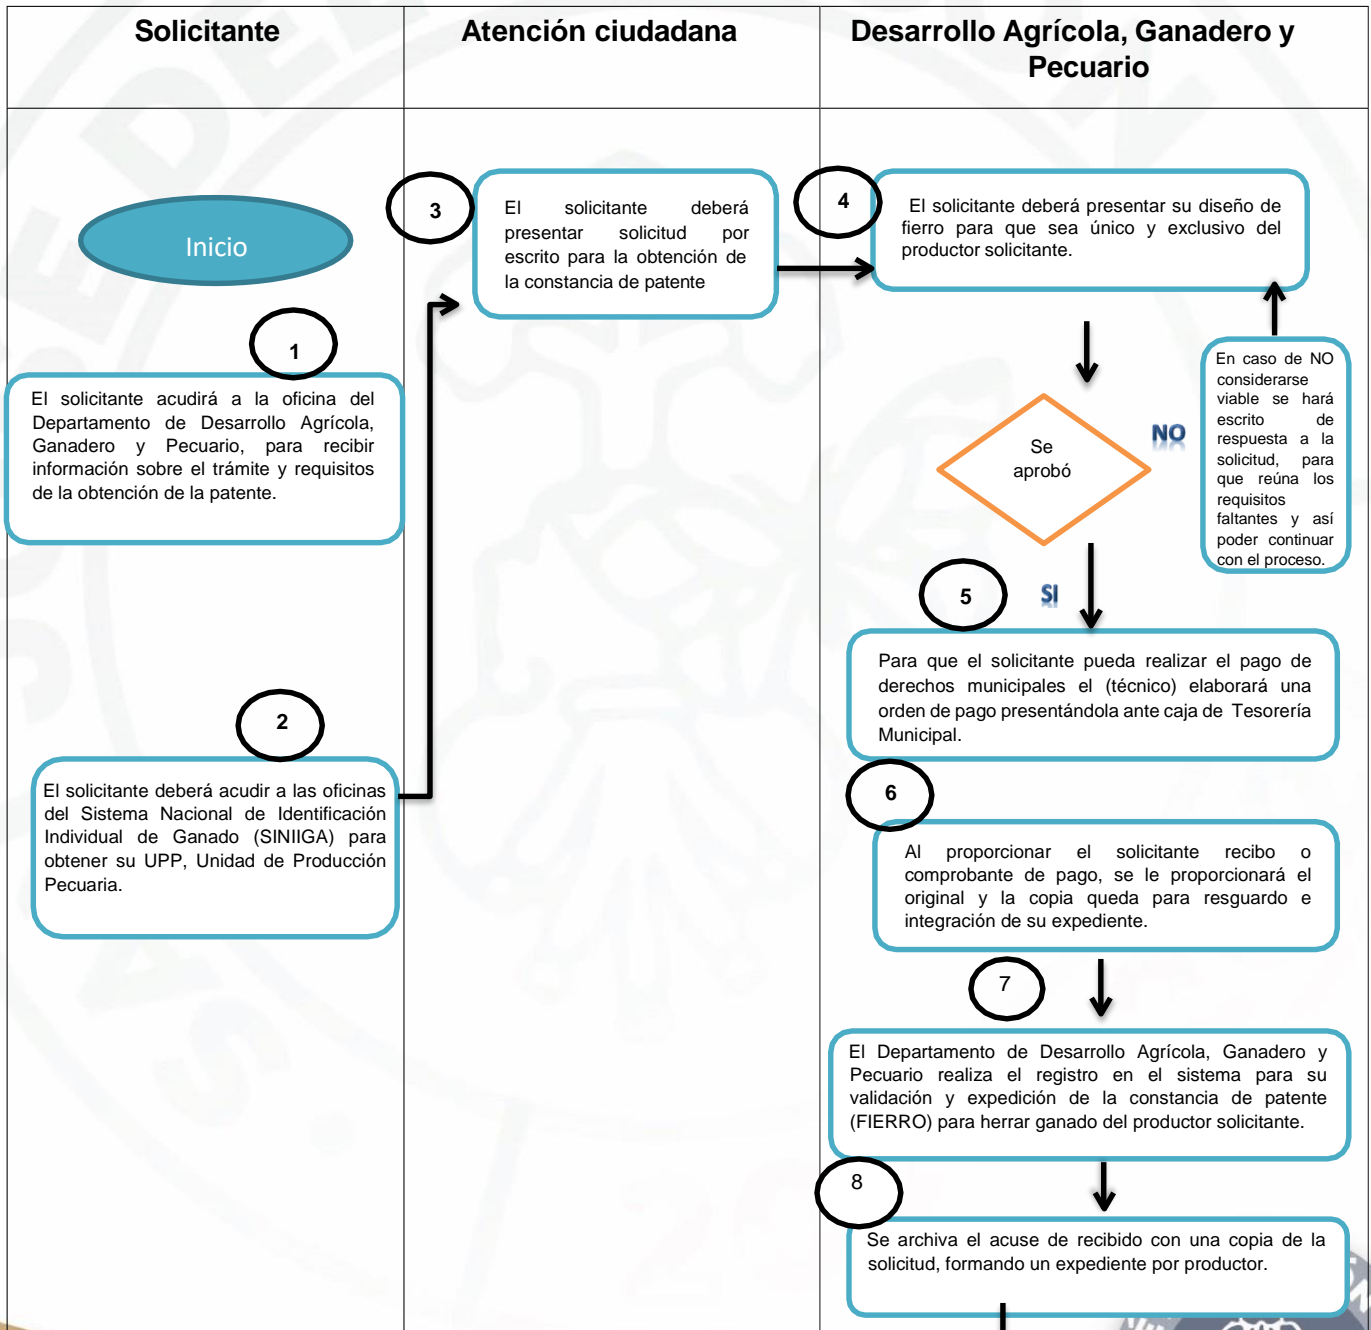 Solicitante
Atención ciudadana
Desarrollo Agrícola, Ganadero y
Pecuario
Inicio
1
El solicitante acudirá a la oficina del
Departamento de Desarrollo Agrícola,
Ganadero y Pecuario, para recibir
información sobre el trámite y requisitos
de la obtención de la patente.
2
El solicitante deberá acudir a las oficinas
del Sistema Nacional de Identificación
Individual de Ganado (SINIIGA) para
obtener su UPP, Unidad de Producción
Pecuaria.
3
El solicitante deberá
presentar solicitud por
escrito para la obtención de
la constancia de patente
4
El solicitante deberá presentar su diseño de
fierro para que sea único y exclusivo del
productor solicitante.
Se
aprobó
NO
En caso de NO
considerarse
viable se hará
escrito de
respuesta a la
solicitud, para
que reúna los
requisitos
faltantes y así
poder continuar
con el proceso.
SI
5
Para que el solicitante pueda realizar el pago de
derechos municipales el (técnico) elaborará una
orden de pago presentándola ante caja de Tesorería
Municipal.
6
Al proporcionar el solicitante recibo o
comprobante de pago, se le proporcionará el
original y la copia queda para resguardo e
integración de su expediente.
7
El Departamento de Desarrollo Agrícola, Ganadero y
Pecuario realiza el registro en el sistema para su
validación y expedición de la constancia de patente
(FIERRO) para herrar ganado del productor solicitante.
8
Se archiva el acuse de recibido con una copia de la
solicitud, formando un expediente por productor.